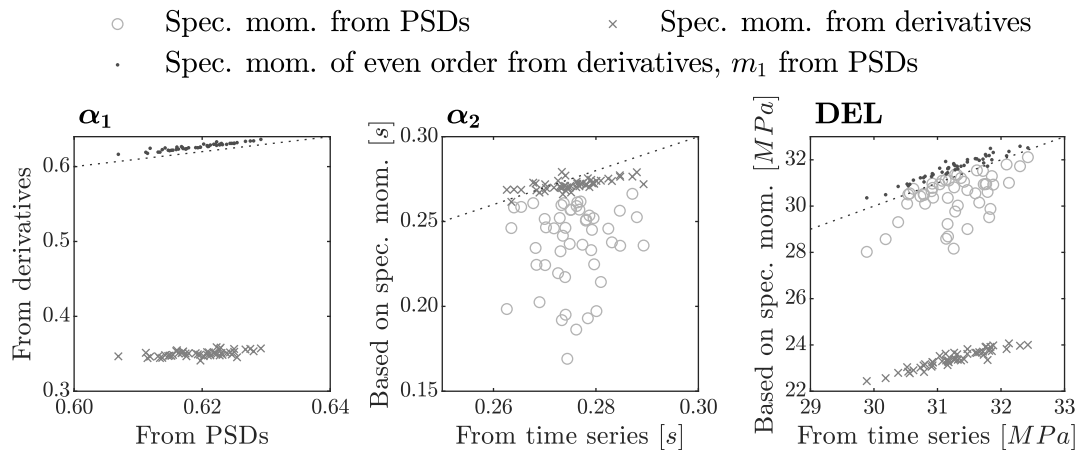 Spec. mom. from PSDs
Spec. mom. from derivatives
Spec. mom. of even order from derivatives, m₁ from PSDs
α₁
α₂
DEL
From derivatives
0.6
0.5
0.4
0.3
0.60
0.62
0.64
From PSDs
Based on spec. mom. [s]
0.30
0.25
0.20
0.15
0.26
0.28
0.30
From time series [s]
Based on spec. mom. [MPa]
32
30
28
26
24
22
29
30
31
32
33
From time series [MPa]